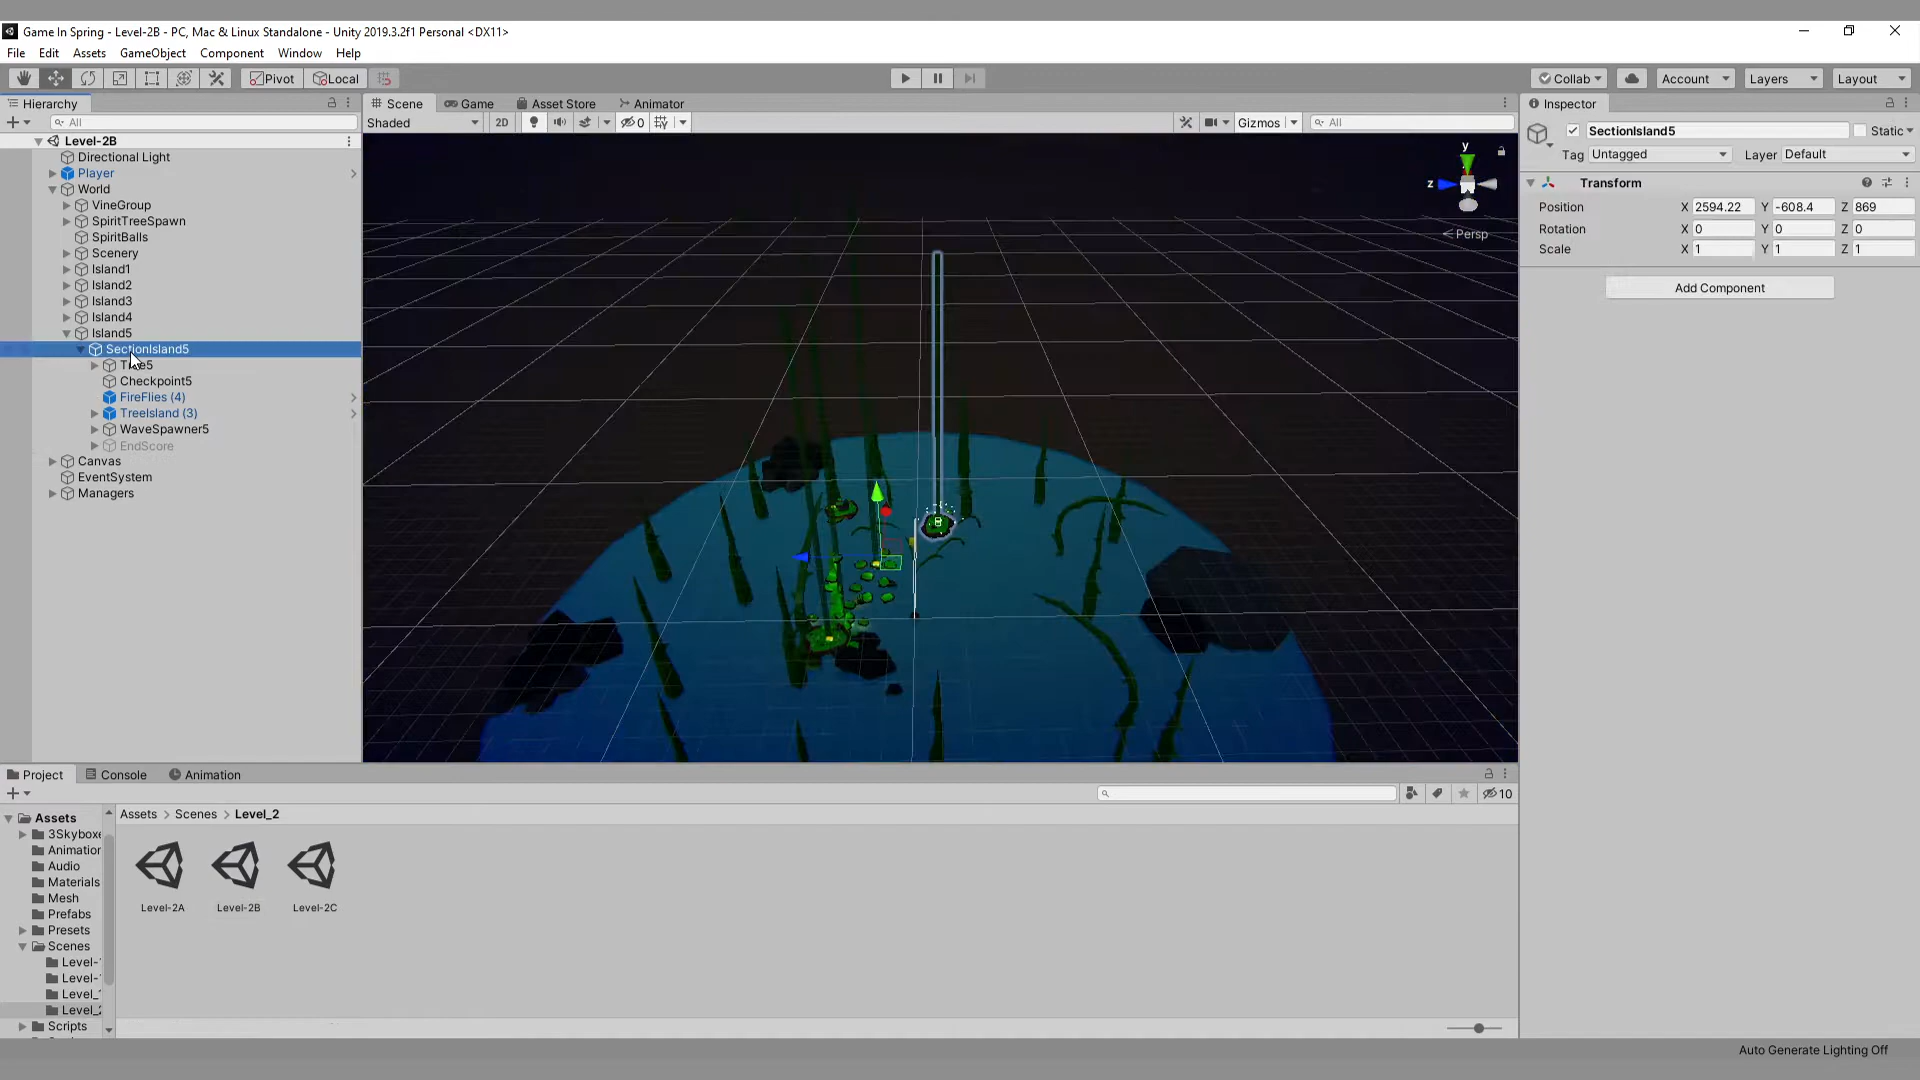 Game In Spring - Level-2B - PC, Mac & Linux Standalone - Unity 2019.3.2f1 Personal <DX11>
File Edit Assets GameObject Component Window Help
Pivot Local Collab Account Layers Layout
Hierarchy
All
Level-2B
Directional Light
Player
World
VineGroup
SpiritTreeSpawn
SpiritBalls
Scenery
Island1
Island2
Island3
Island4
Island5
SectionIsland5
Checkpoint5
FireFlies (4)
TreeIsland (3)
WaveSpawner5
EndScore
Canvas
EventSystem
Managers
Scene Game Asset Store Animator
Shaded 2D 0 Gizmos All
y
z
< Persp
Inspector
SectionIsland5 Static
Tag Untagged Layer Default
Transform
Position X 2594.22 Y -608.4 Z 869
Rotation X 0 Y 0 Z 0
Scale X 1 Y 1 Z 1
Add Component
Project Console Animation
10
Assets
3Skyboxe
Animation
Audio
Materials
Mesh
Prefabs
Presets
Scenes
Level-
Level-
Level_
Level_2
Scripts
Assets > Scenes > Level_2
Level-2A Level-2B Level-2C
Auto Generate Lighting Off